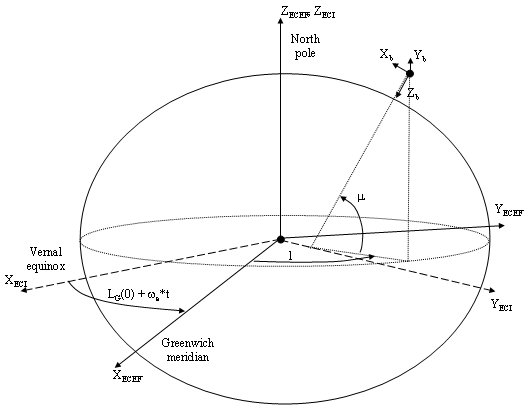 Z_ECEF, Z_ECI
North
pole
X_b
Y_b
Z_b
μ
Y_ECEF
Vernal
equinox
l
X_ECI
L_G(0) + ω_e*t
Y_ECI
Greenwich
meridian
X_ECEF